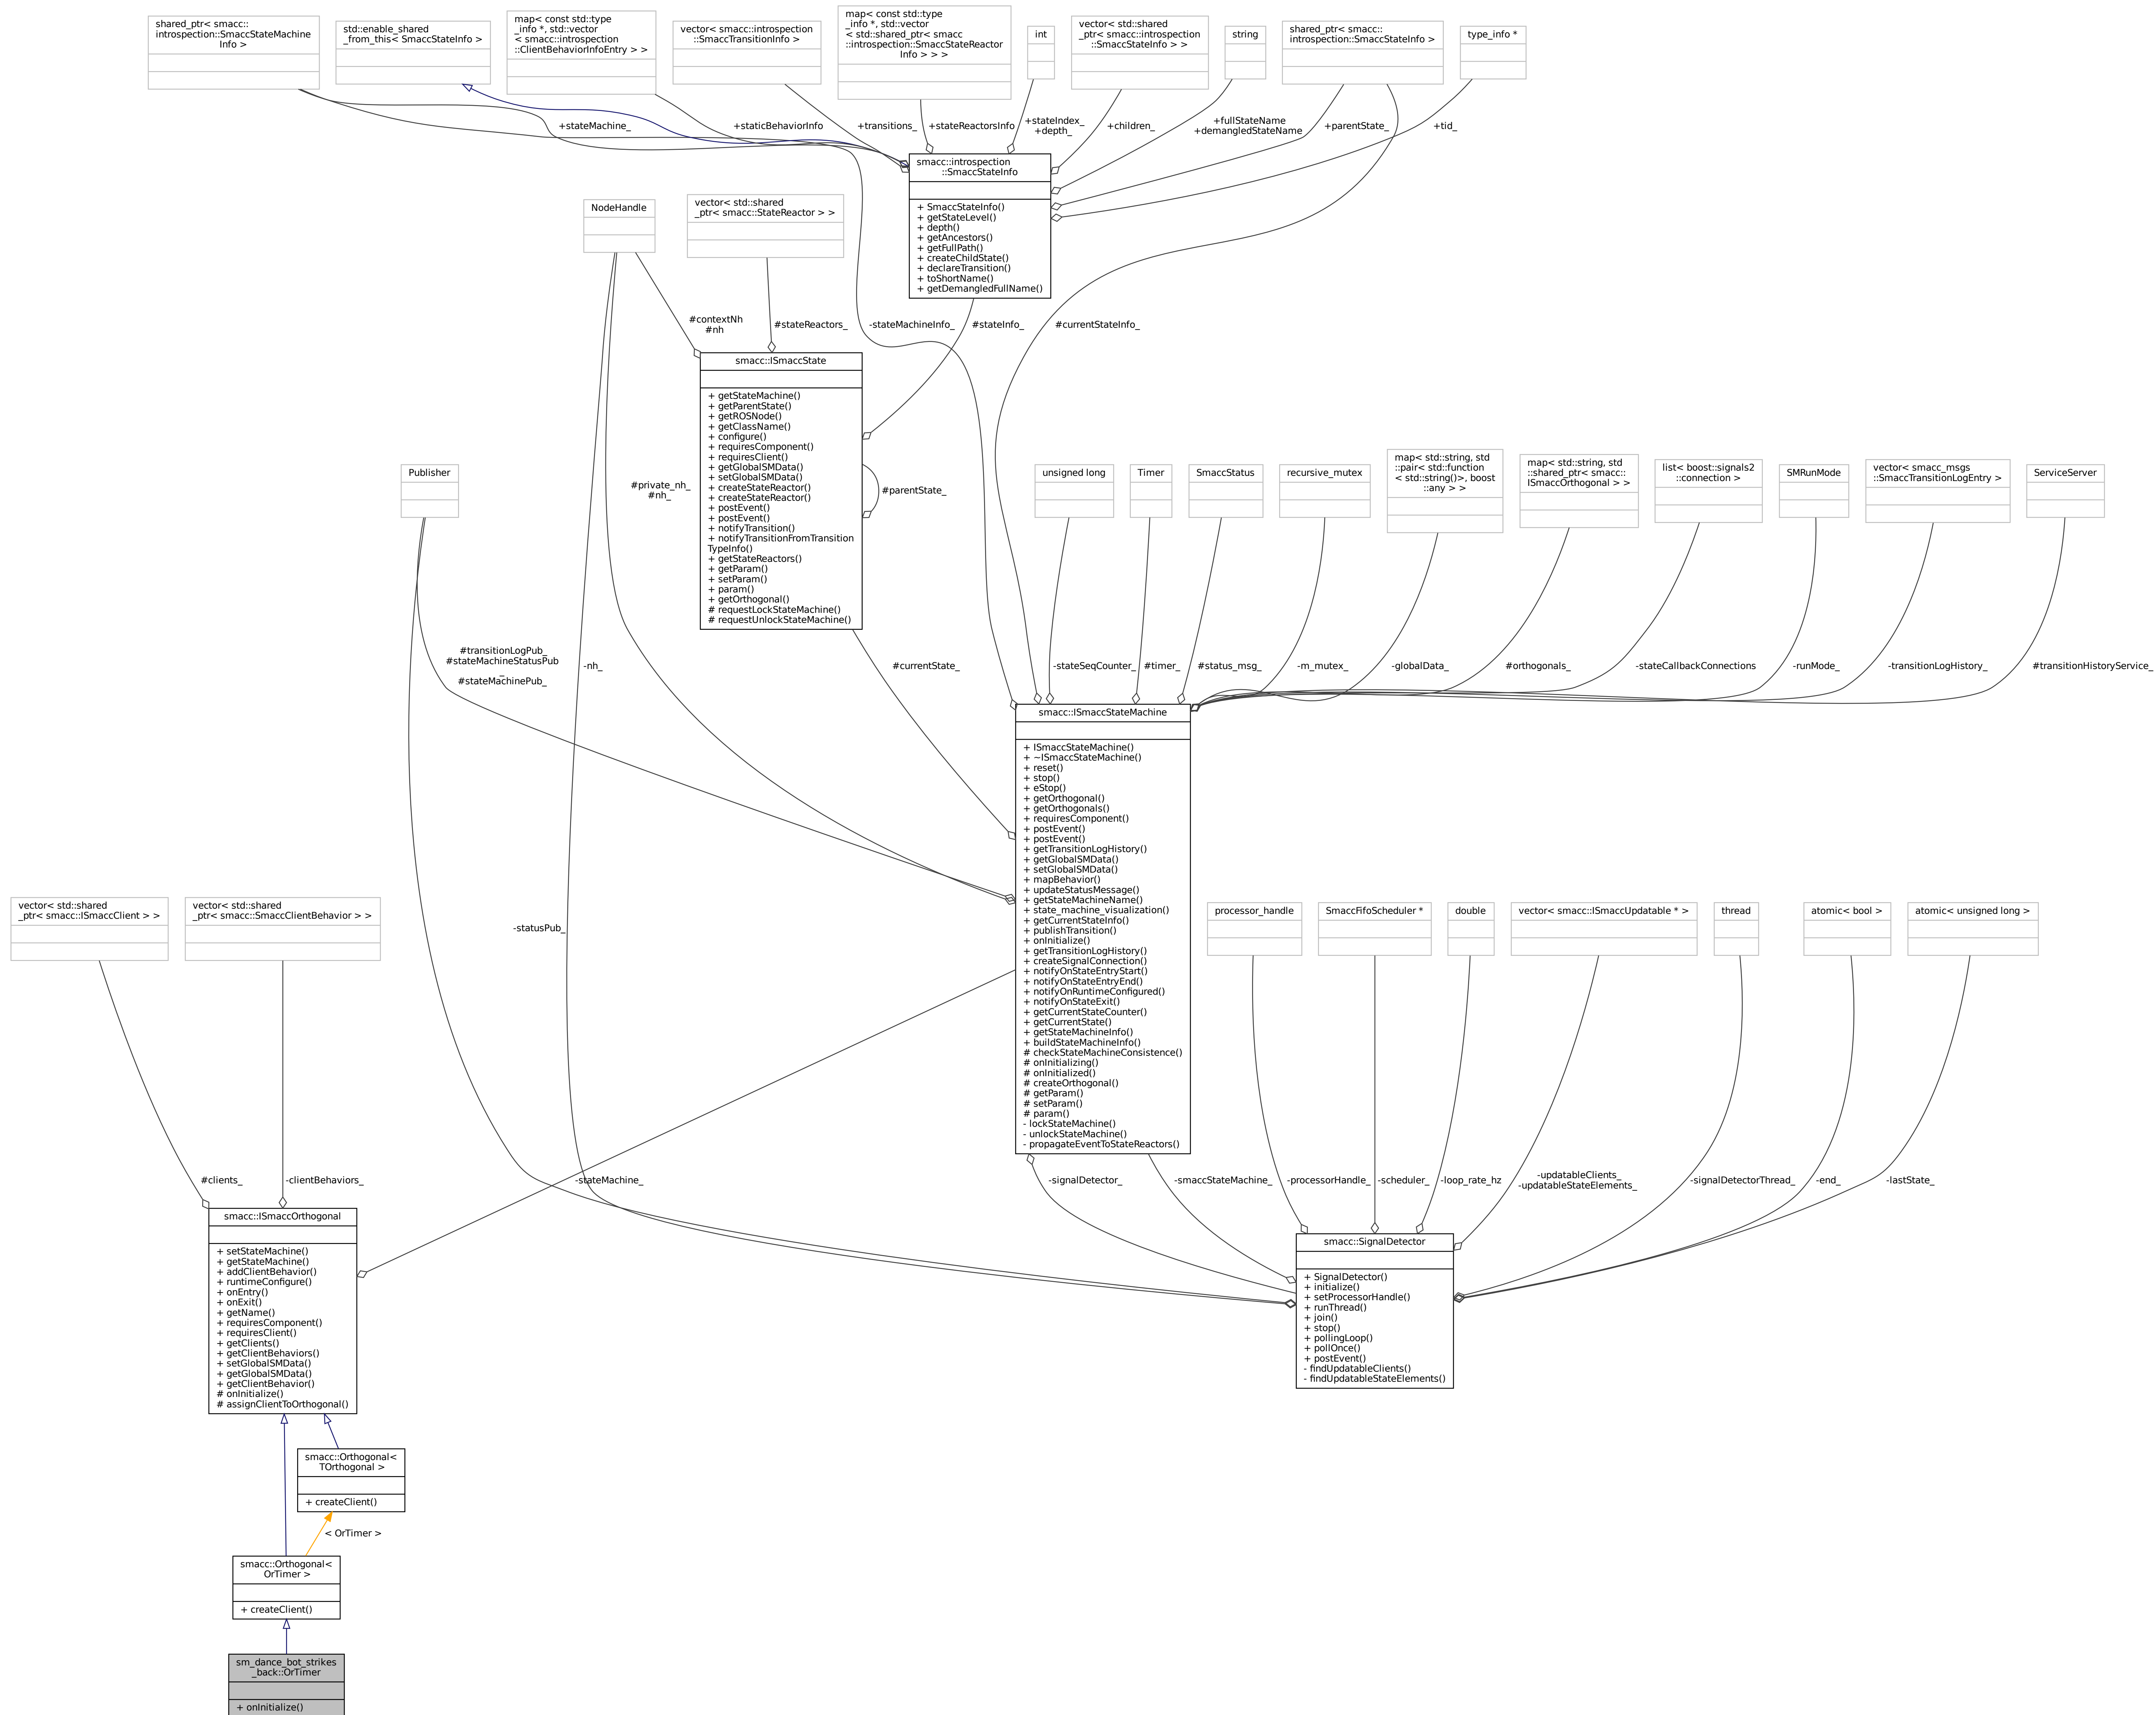 shared_ptr< smacc::
introspection::SmaccStateMachine
Info >
std::enable_shared
_from_this< SmaccStateInfo >
map< const std::type
_info *, std::vector
< smacc::introspection
::ClientBehaviorInfoEntry > >
vector< smacc::introspection
::SmaccTransitionInfo >
map< const std::type
_info *, std::vector
< std::shared_ptr< smacc
::introspection::SmaccStateReactor
Info > > >
int
vector< std::shared
_ptr< smacc::introspection
::SmaccStateInfo > >
string
shared_ptr< smacc::
introspection::SmaccStateInfo >
type_info *
+stateMachine_
+staticBehaviorInfo
+transitions_
+stateReactorsInfo
+stateIndex_
+depth_
+children_
+fullStateName
+demangledStateName
+parentState_
+tid_
smacc::introspection
::SmaccStateInfo
+ SmaccStateInfo()
+ getStateLevel()
+ depth()
+ getAncestors()
+ getFullPath()
+ createChildState()
+ declareTransition()
+ toShortName()
+ getDemangledFullName()
NodeHandle
vector< std::shared
_ptr< smacc::StateReactor > >
#contextNh
#nh
#stateReactors_
-stateMachineInfo_
#stateInfo_
#currentStateInfo_
smacc::ISmaccState
+ getStateMachine()
+ getParentState()
+ getROSNode()
+ getClassName()
+ configure()
+ requiresComponent()
+ requiresClient()
+ getGlobalSMData()
+ setGlobalSMData()
+ createStateReactor()
+ createStateReactor()
+ postEvent()
+ postEvent()
+ notifyTransition()
+ notifyTransitionFromTransition
TypeInfo()
+ getStateReactors()
+ getParam()
+ setParam()
+ param()
+ getOrthogonal()
# requestLockStateMachine()
# requestUnlockStateMachine()
#parentState_
Publisher
#private_nh_
#nh_
unsigned long
Timer
SmaccStatus
recursive_mutex
map< std::string, std
::pair< std::function
< std::string()>, boost
::any > >
map< std::string, std
::shared_ptr< smacc::
ISmaccOrthogonal > >
list< boost::signals2
::connection >
SMRunMode
vector< smacc_msgs
::SmaccTransitionLogEntry >
ServiceServer
#transitionLogPub_
#stateMachineStatusPub
_
#stateMachinePub_
-nh_
#currentState_
-stateSeqCounter_
#timer_
#status_msg_
-m_mutex_
-globalData_
#orthogonals_
-stateCallbackConnections
-runMode_
-transitionLogHistory_
#transitionHistoryService_
smacc::ISmaccStateMachine
+ ISmaccStateMachine()
+ ~ISmaccStateMachine()
+ reset()
+ stop()
+ eStop()
+ getOrthogonal()
+ getOrthogonals()
+ requiresComponent()
+ postEvent()
+ postEvent()
+ getTransitionLogHistory()
+ getGlobalSMData()
+ setGlobalSMData()
+ mapBehavior()
+ updateStatusMessage()
+ getStateMachineName()
+ state_machine_visualization()
+ getCurrentStateInfo()
+ publishTransition()
+ onInitialize()
+ getTransitionLogHistory()
+ createSignalConnection()
+ notifyOnStateEntryStart()
+ notifyOnStateEntryEnd()
+ notifyOnRuntimeConfigured()
+ notifyOnStateExit()
+ getCurrentStateCounter()
+ getCurrentState()
+ getStateMachineInfo()
+ buildStateMachineInfo()
# checkStateMachineConsistence()
# onInitializing()
# onInitialized()
# createOrthogonal()
# getParam()
# setParam()
# param()
- lockStateMachine()
- unlockStateMachine()
- propagateEventToStateReactors()
vector< std::shared
_ptr< smacc::ISmaccClient > >
vector< std::shared
_ptr< smacc::SmaccClientBehavior > >
-statusPub_
processor_handle
SmaccFifoScheduler *
double
vector< smacc::ISmaccUpdatable * >
thread
atomic< bool >
atomic< unsigned long >
#clients_
-clientBehaviors_
-stateMachine_
-signalDetector_
-smaccStateMachine_
-processorHandle_
-scheduler_
-loop_rate_hz
-updatableClients_
-updatableStateElements_
-signalDetectorThread_
-end_
-lastState_
smacc::ISmaccOrthogonal
+ setStateMachine()
+ getStateMachine()
+ addClientBehavior()
+ runtimeConfigure()
+ onEntry()
+ onExit()
+ getName()
+ requiresComponent()
+ requiresClient()
+ getClients()
+ getClientBehaviors()
+ setGlobalSMData()
+ getGlobalSMData()
+ getClientBehavior()
# onInitialize()
# assignClientToOrthogonal()
smacc::SignalDetector
+ SignalDetector()
+ initialize()
+ setProcessorHandle()
+ runThread()
+ join()
+ stop()
+ pollingLoop()
+ pollOnce()
+ postEvent()
- findUpdatableClients()
- findUpdatableStateElements()
smacc::Orthogonal<
TOrthogonal >
+ createClient()
< OrTimer >
smacc::Orthogonal<
OrTimer >
+ createClient()
sm_dance_bot_strikes
_back::OrTimer
+ onInitialize()